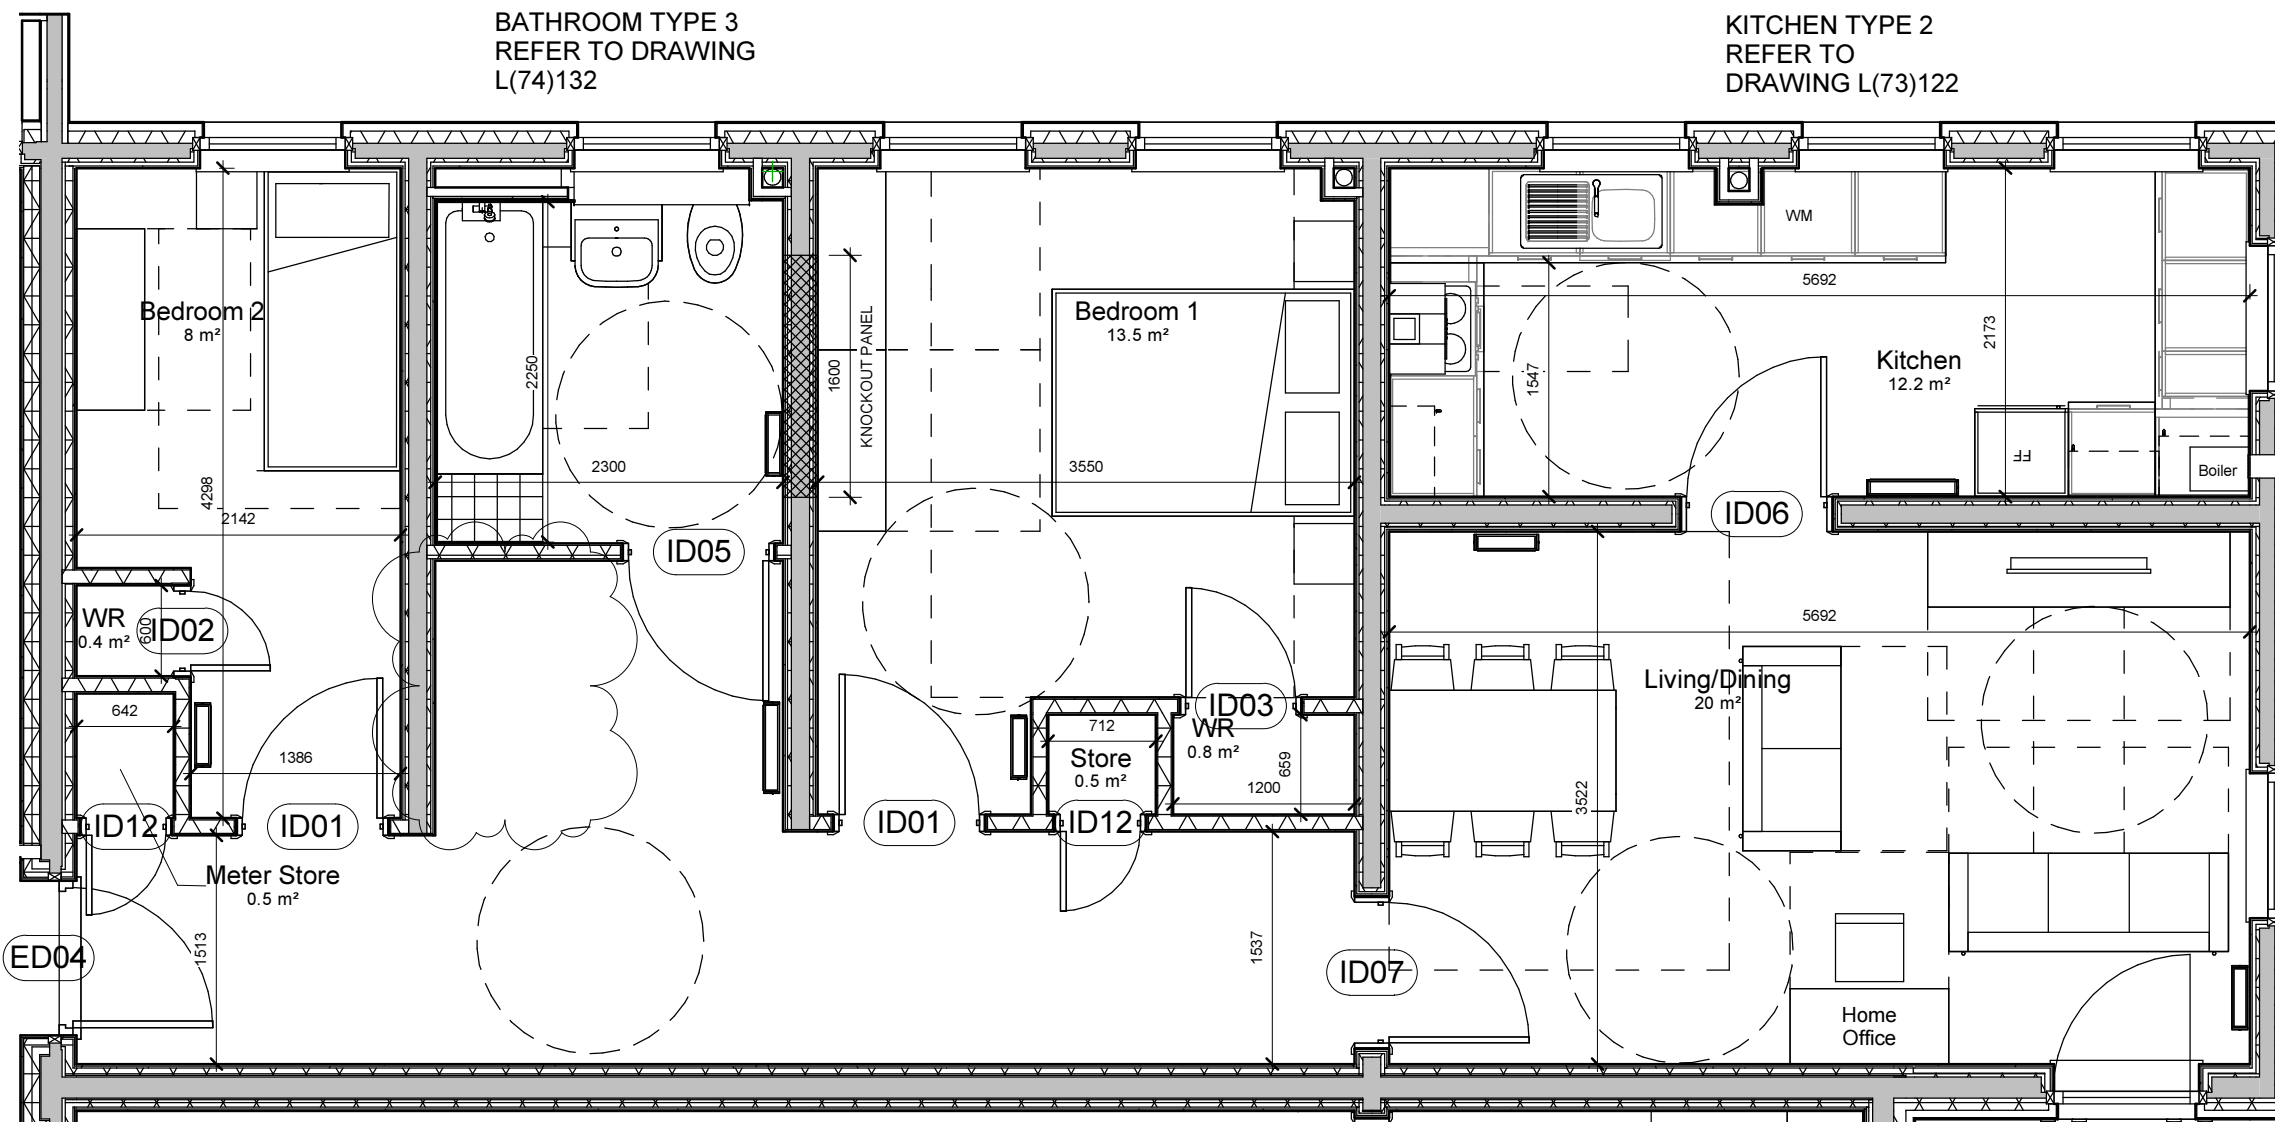 BATHROOM TYPE 3
REFER TO DRAWING
L(74)132
KITCHEN TYPE 2
REFER TO
DRAWING L(73)122
WM
5692
Bedroom 2
8 m²
Bedroom 1
13.5 m²
2173
Kitchen
12.2 m²
2250
1600
KNOCKOUT PANEL
1547
2300
3550
FF
Boiler
4298
2142
ID05
ID06
WR
0.4 m²
600
ID02
5692
Living/Dining
20 m²
642
ID03
712
WR
0.8 m²
Store
0.5 m²
659
1386
1200
3522
ID12
ID01
ID01
ID12
Meter Store
0.5 m²
1513
1537
ED04
ID07
Home
Office